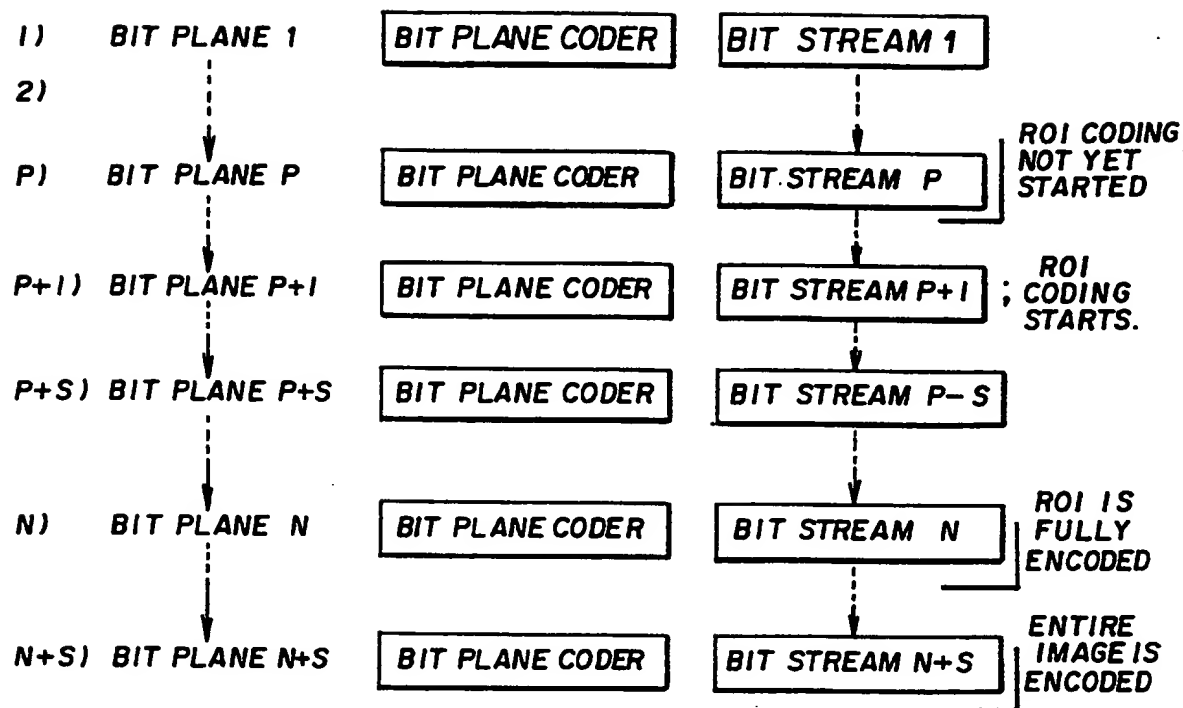 1) BIT PLANE 1 BIT PLANE CODER BIT STREAM 1
2)
P) BIT PLANE P BIT PLANE CODER BIT STREAM P
ROI CODING
NOT YET
STARTED
P+1) BIT PLANE P+1 BIT PLANE CODER BIT STREAM P+1
; ROI
CODING
STARTS.
P+S) BIT PLANE P+S BIT PLANE CODER BIT STREAM P-S
N) BIT PLANE N BIT PLANE CODER BIT STREAM N
ROI IS
FULLY
ENCODED
N+S) BIT PLANE N+S BIT PLANE CODER BIT STREAM N+S
ENTIRE
IMAGE IS
ENCODED